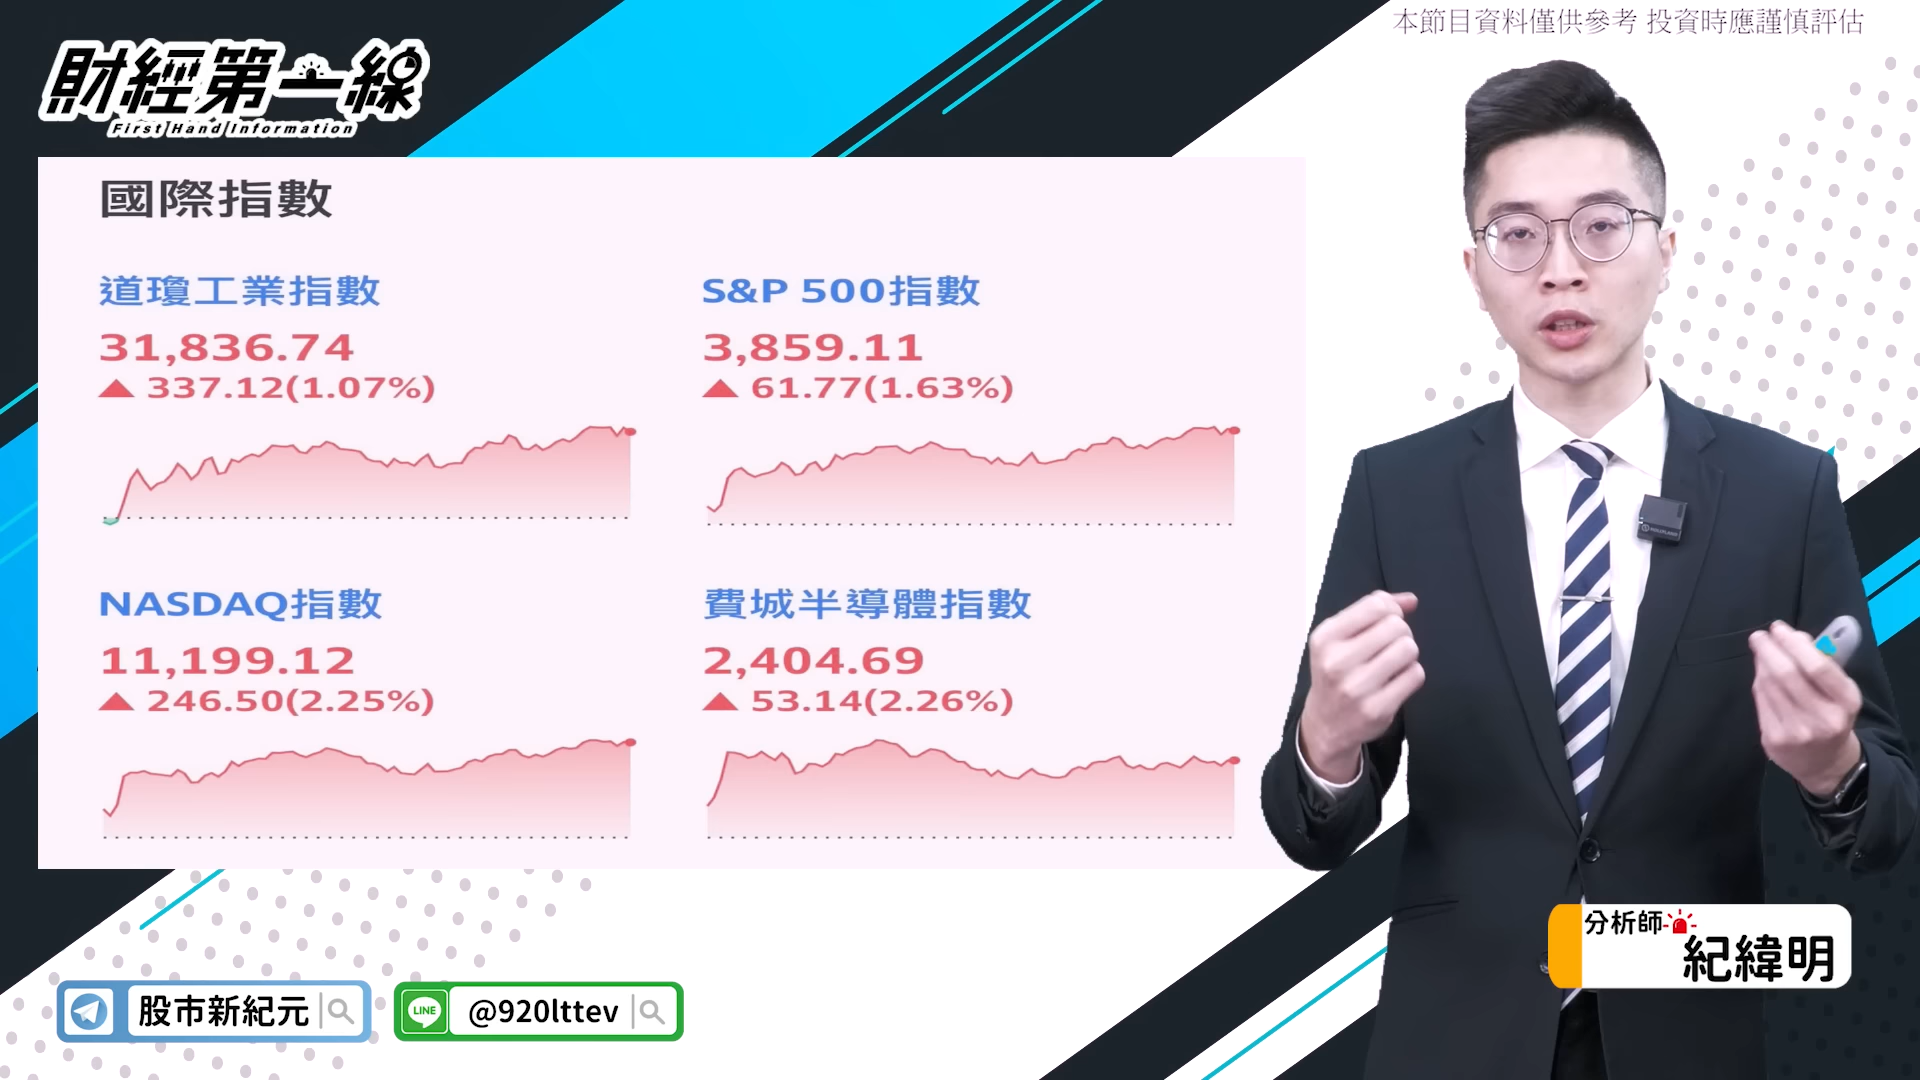 本節目資料僅供參考 投資時應謹慎評估
財經第一線
First Hand Information
國際指數
道瓊工業指數
31,836.74
▲ 337.12(1.07%)
S&P 500指數
3,859.11
▲ 61.77(1.63%)
NASDAQ指數
11,199.12
▲ 246.50(2.25%)
費城半導體指數
2,404.69
▲ 53.14(2.26%)
分析師
紀緯明
股市新紀元
LINE
@920lttev